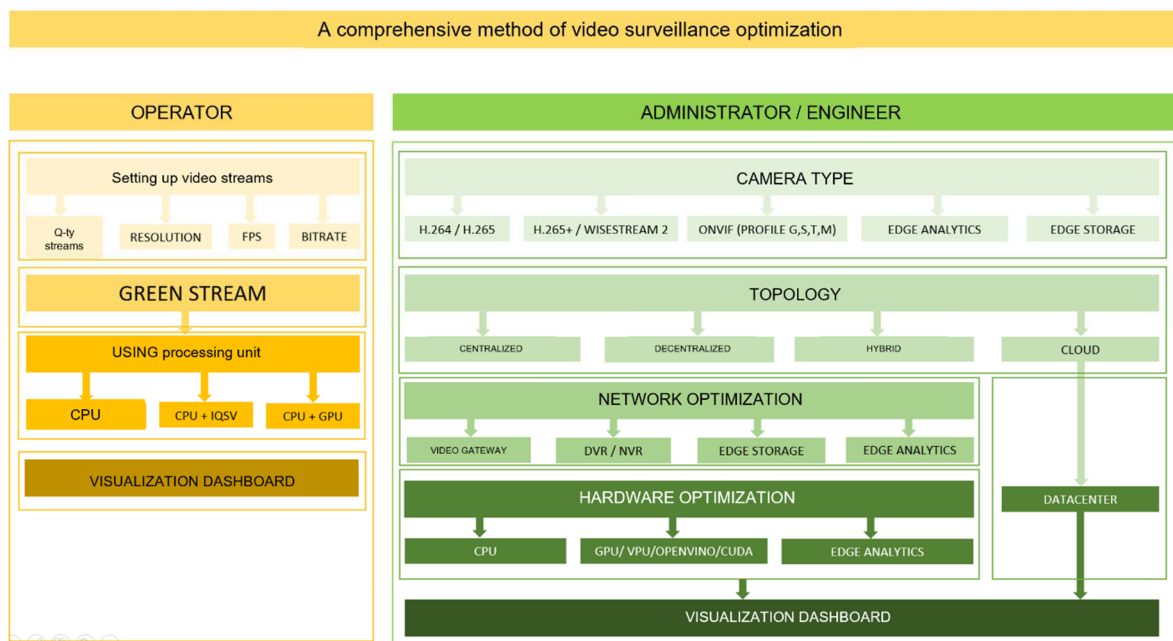 A comprehensive method of video surveillance optimization
OPERATOR
Setting up video streams
Q-ty
streams
RESOLUTION
FPS
BITRATE
GREEN STREAM
USING processing unit
CPU
CPU + IQSV
CPU + GPU
VISUALIZATION DASHBOARD
ADMINISTRATOR / ENGINEER
CAMERA TYPE
H.264 / H.265
H.265+ / WISESTREAM 2
ONVIF (PROFILE G,S,T,M)
EDGE ANALYTICS
EDGE STORAGE
TOPOLOGY
CENTRALIZED
DECENTRALIZED
HYBRID
CLOUD
NETWORK OPTIMIZATION
VIDEO GATEWAY
DVR / NVR
EDGE STORAGE
EDGE ANALYTICS
HARDWARE OPTIMIZATION
CPU
GPU/ VPU/OPENVINO/CUDA
EDGE ANALYTICS
DATACENTER
VISUALIZATION DASHBOARD